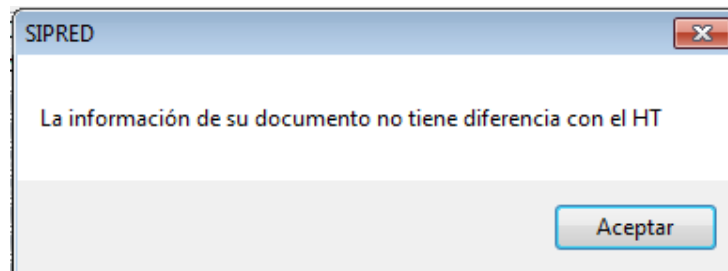 SIPRED
La información de su documento no tiene diferencia con el HT
Aceptar